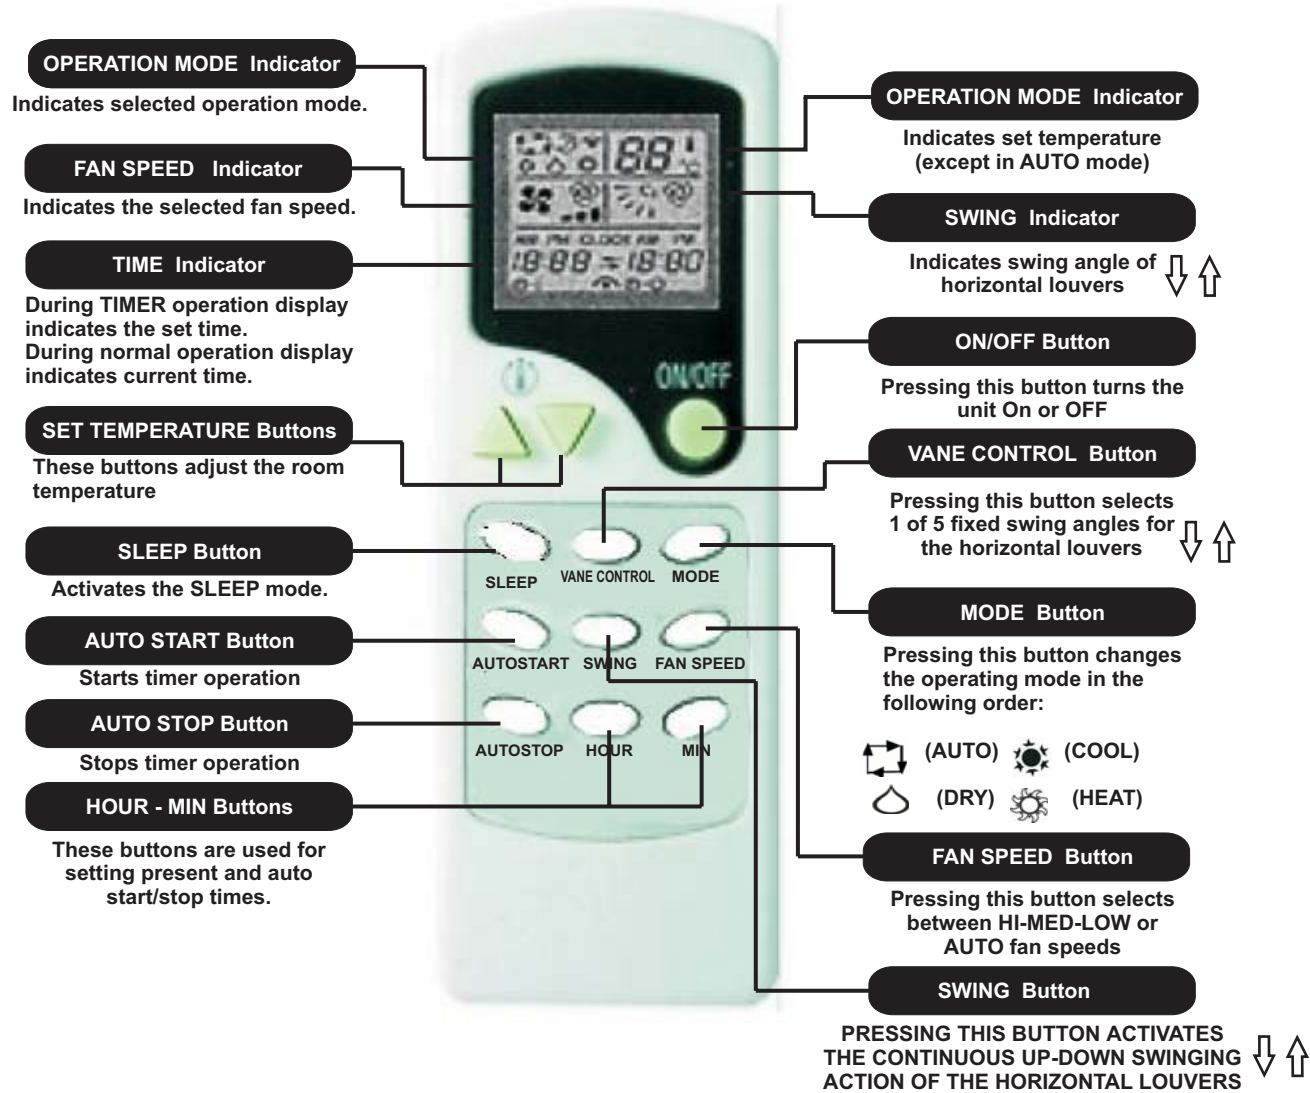 OPERATION MODE Indicator
Indicates selected operation mode.
FAN SPEED Indicator
Indicates the selected fan speed.
TIME Indicator
During TIMER operation display
indicates the set time.
During normal operation display
indicates current time.
SET TEMPERATURE Buttons
These buttons adjust the room
temperature
SLEEP Button
Activates the SLEEP mode.
AUTO START Button
Starts timer operation
AUTO STOP Button
Stops timer operation
HOUR - MIN Buttons
These buttons are used for
setting present and auto
start/stop times.
88 °C
AM PM CLOCK AM PM
18:88 18:80
ON/OFF
SLEEP VANE CONTROL MODE
AUTOSTART SWING FAN SPEED
AUTOSTOP HOUR MIN
OPERATION MODE Indicator
Indicates set temperature
(except in AUTO mode)
SWING Indicator
Indicates swing angle of
horizontal louvers
ON/OFF Button
Pressing this button turns the
unit On or OFF
VANE CONTROL Button
Pressing this button selects
1 of 5 fixed swing angles for
the horizontal louvers
MODE Button
Pressing this button changes
the operating mode in the
following order:
(AUTO) (COOL)
(DRY) (HEAT)
FAN SPEED Button
Pressing this button selects
between HI-MED-LOW or
AUTO fan speeds
SWING Button
PRESSING THIS BUTTON ACTIVATES
THE CONTINUOUS UP-DOWN SWINGING
ACTION OF THE HORIZONTAL LOUVERS